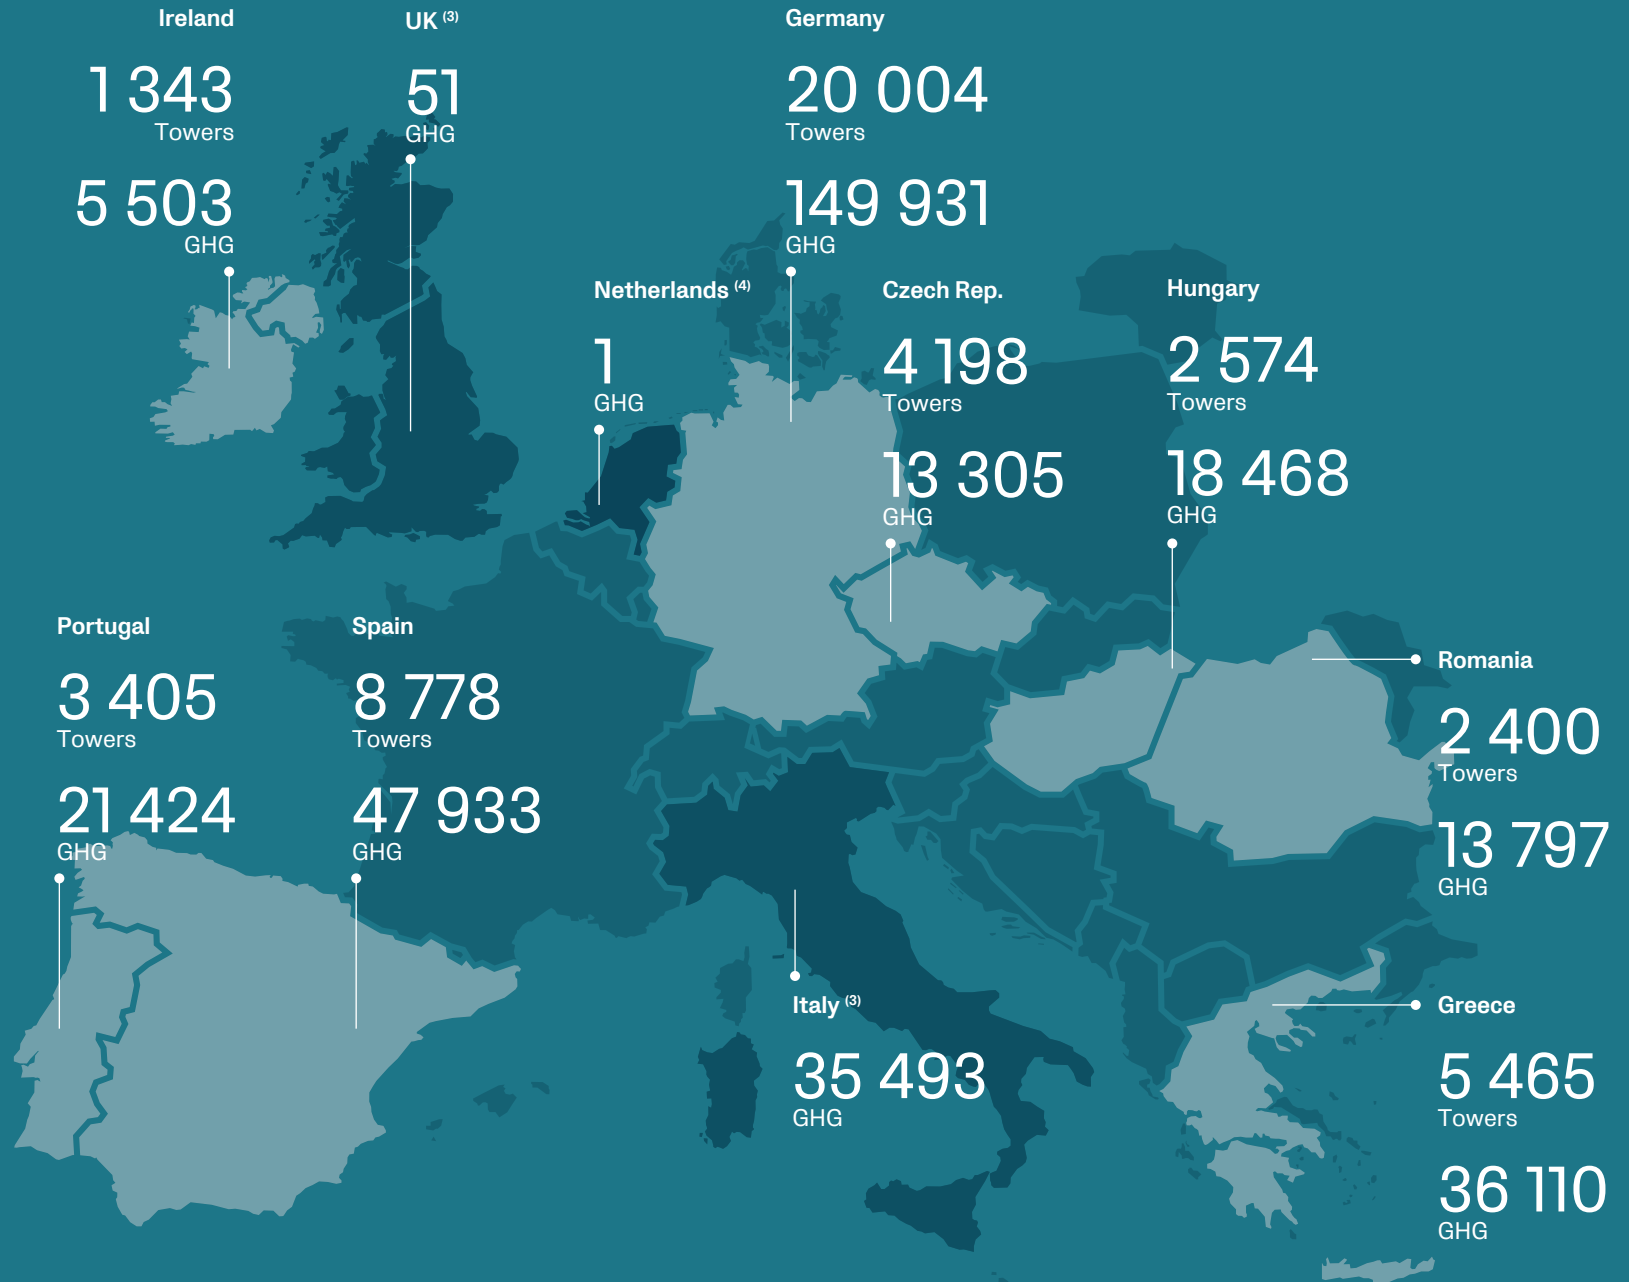 Ireland
1 343
Towers
5 503
GHG
UK (3)
51
GHG
Germany
20 004
Towers
149 931
GHG
Netherlands (4)
1
GHG
Czech Rep.
4 198
Towers
13 305
GHG
Hungary
2 574
Towers
18 468
GHG
Portugal
3 405
Towers
21 424
GHG
Spain
8 778
Towers
47 933
GHG
Romania
2 400
Towers
13 797
GHG
Italy (3)
35 493
GHG
Greece
5 465
Towers
36 110
GHG